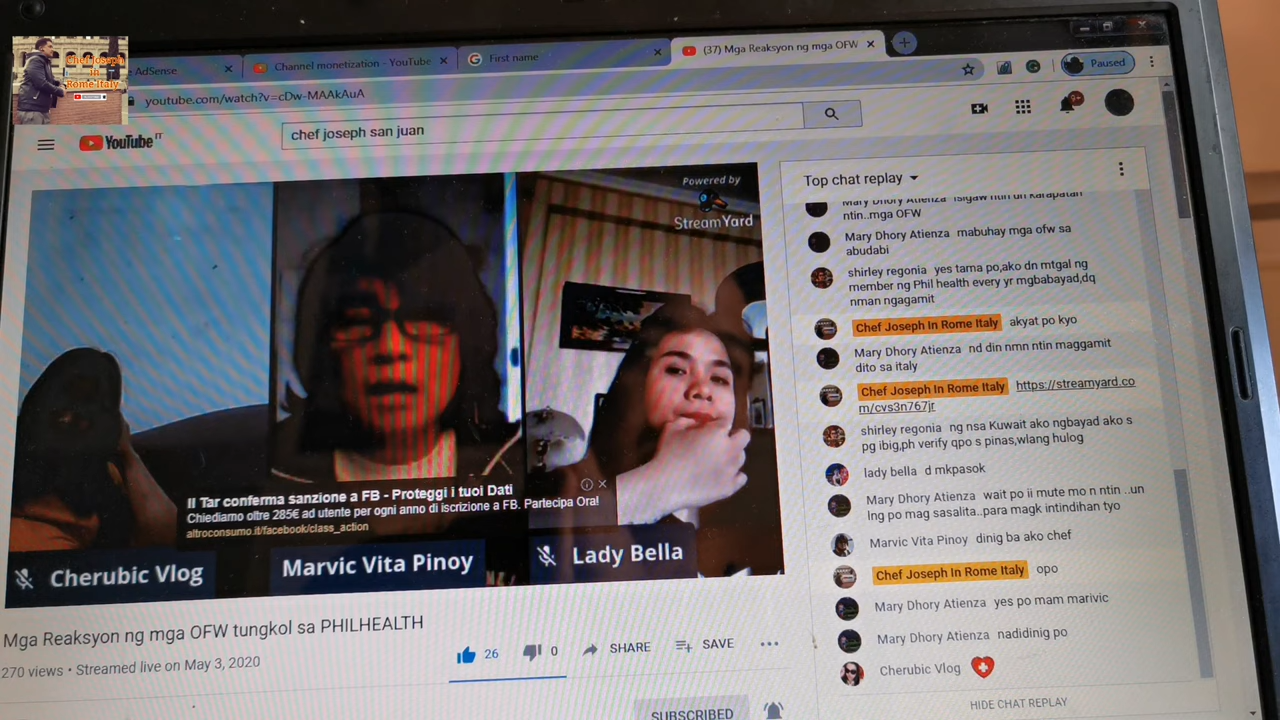 Chef Joseph
in
Rome Italy
AdSense
Channel monetization - YouTube
First name
(37) Mga Reaksyon ng mga OFW
youtube.com/watch?v=cDw-MAAkAuA
Paused
YouTube IT
chef joseph san juan
9+
Powered by
StreamYard
Il Tar conferma sanzione a FB - Proteggi i tuoi Dati
Chiediamo oltre 285€ ad utente per ogni anno di iscrizione a FB. Partecipa Ora!
altroconsumo.it/facebook/class_action
Cherubic Vlog
Marvic Vita Pinoy
Lady Bella
Mga Reaksyon ng mga OFW tungkol sa PHILHEALTH
270 views • Streamed live on May 3, 2020
26
0
SHARE
SAVE
SUBSCRIBED
Top chat replay
Mary Dhory Atienza isigaw ntin un karapatan
ntin..mga OFW
Mary Dhory Atienza mabuhay mga ofw sa
abudabi
shirley regonia yes tama po,ako dn mtgal ng
member ng Phil health every yr mgbabayad,dq
nman ngagamit
Chef Joseph In Rome Italy akyat po kyo
Mary Dhory Atienza nd din nmn ntin maggamit
dito sa italy
Chef Joseph In Rome Italy https://streamyard.co
m/cvs3n767jr
shirley regonia ng nsa Kuwait ako ngbayad ako s
pg ibig,ph verify qpo s pinas,wlang hulog
lady bella d mkpasok
Mary Dhory Atienza wait po ii mute mo n ntin ..un
lng po mag sasalita..para magk intindihan tyo
Marvic Vita Pinoy dinig ba ako chef
Chef Joseph In Rome Italy opo
Mary Dhory Atienza yes po mam marivic
Mary Dhory Atienza nadidinig po
Cherubic Vlog
HIDE CHAT REPLAY